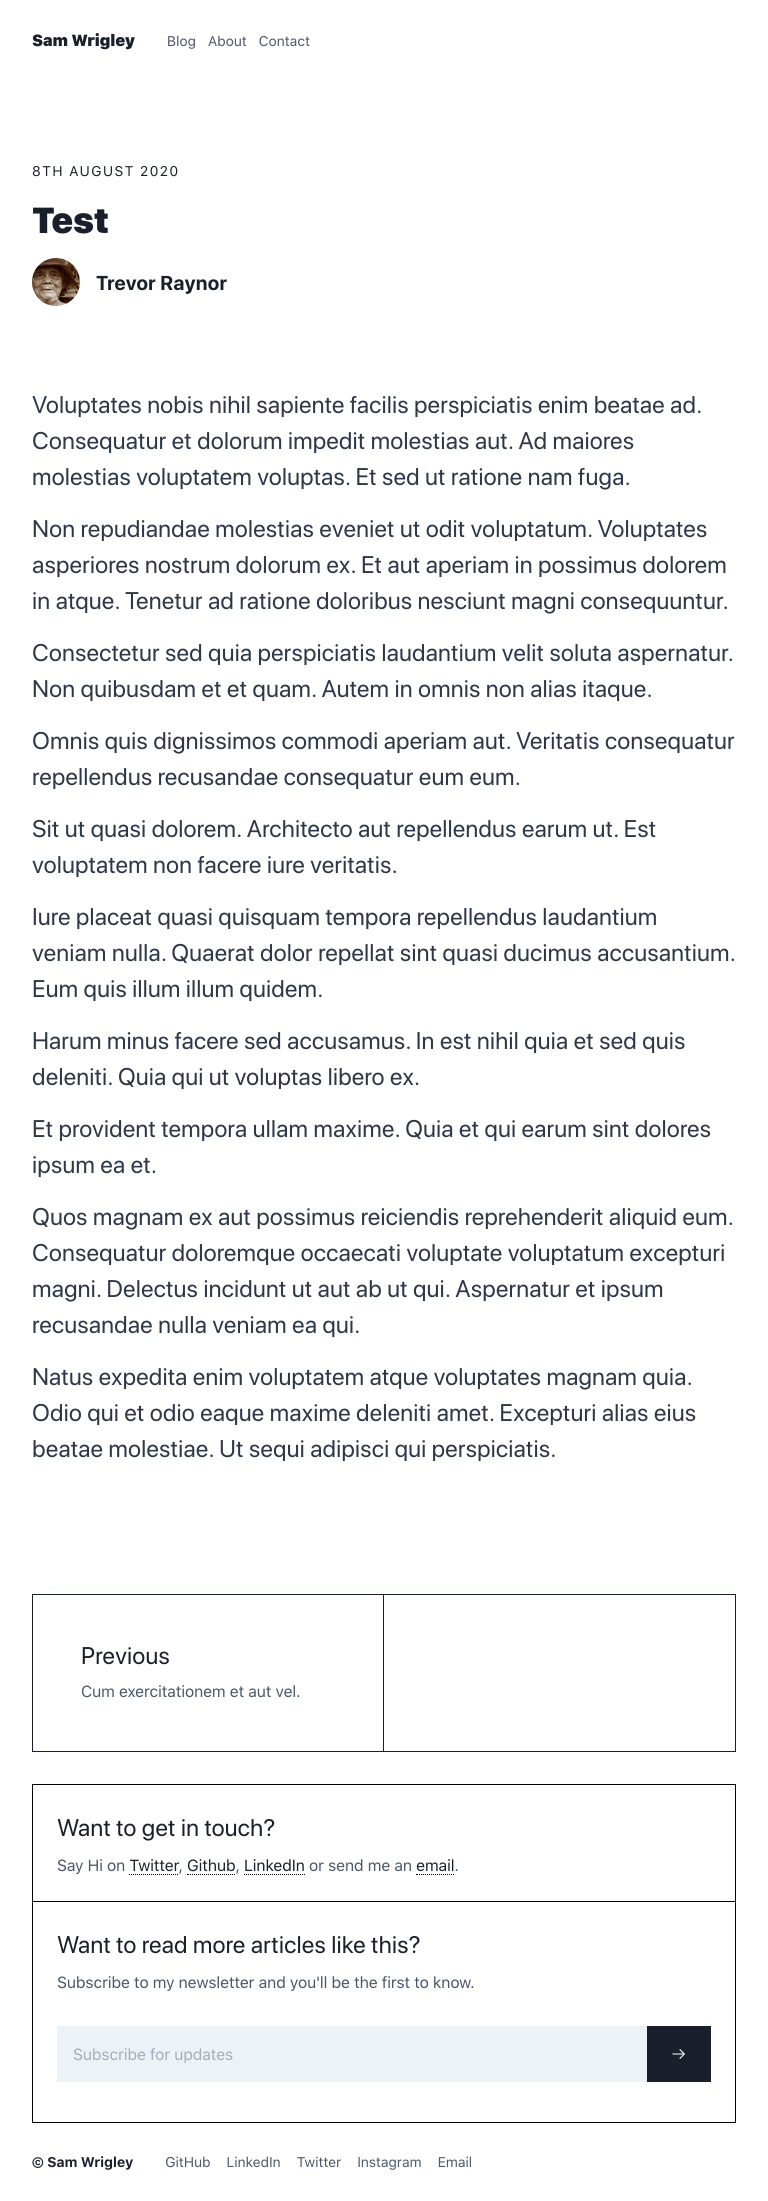 Sam Wrigley Blog About Contact
8TH AUGUST 2020
Test
Trevor Raynor
Voluptates nobis nihil sapiente facilis perspiciatis enim beatae ad.
Consequatur et dolorum impedit molestias aut. Ad maiores
molestias voluptatem voluptas. Et sed ut ratione nam fuga.
Non repudiandae molestias eveniet ut odit voluptatum. Voluptates
asperiores nostrum dolorum ex. Et aut aperiam in possimus dolorem
in atque. Tenetur ad ratione doloribus nesciunt magni consequuntur.
Consectetur sed quia perspiciatis laudantium velit soluta aspernatur.
Non quibusdam et et quam. Autem in omnis non alias itaque.
Omnis quis dignissimos commodi aperiam aut. Veritatis consequatur
repellendus recusandae consequatur eum eum.
Sit ut quasi dolorem. Architecto aut repellendus earum ut. Est
voluptatem non facere iure veritatis.
Iure placeat quasi quisquam tempora repellendus laudantium
veniam nulla. Quaerat dolor repellat sint quasi ducimus accusantium.
Eum quis illum illum quidem.
Harum minus facere sed accusamus. In est nihil quia et sed quis
deleniti. Quia qui ut voluptas libero ex.
Et provident tempora ullam maxime. Quia et qui earum sint dolores
ipsum ea et.
Quos magnam ex aut possimus reiciendis reprehenderit aliquid eum.
Consequatur doloremque occaecati voluptate voluptatum excepturi
magni. Delectus incidunt ut aut ab ut qui. Aspernatur et ipsum
recusandae nulla veniam ea qui.
Natus expedita enim voluptatem atque voluptates magnam quia.
Odio qui et odio eaque maxime deleniti amet. Excepturi alias eius
beatae molestiae. Ut sequi adipisci qui perspiciatis.
Previous
Cum exercitationem et aut vel.
Want to get in touch?
Say Hi on Twitter, Github, LinkedIn or send me an email.
Want to read more articles like this?
Subscribe to my newsletter and you'll be the first to know.
Subscribe for updates →
© Sam Wrigley GitHub LinkedIn Twitter Instagram Email